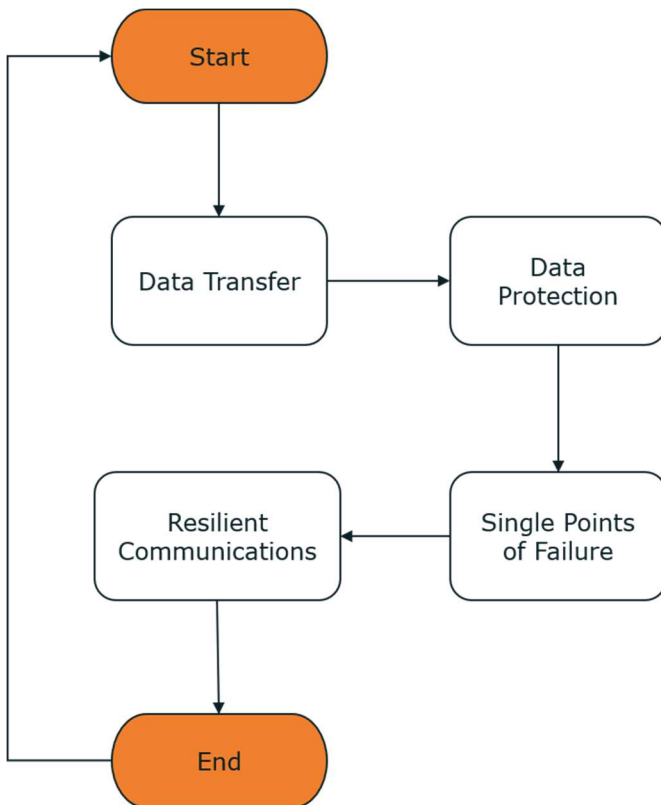 Start
Data Transfer
Data
Protection
Single Points
of Failure
Resilient
Communications
End